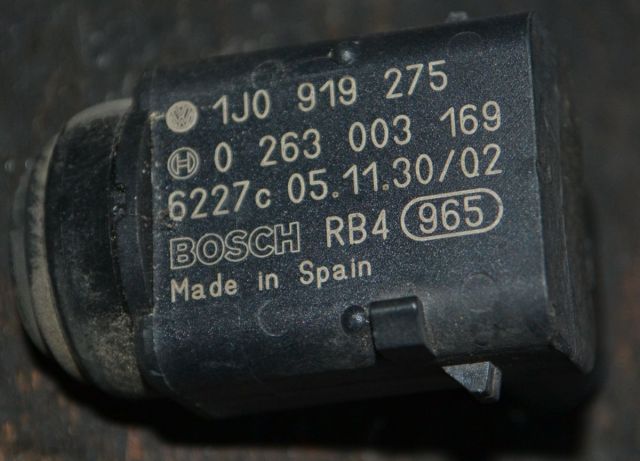 1J0 919 275
0 263 003 169
6227c 05.11.30/02
BOSCH RB4 965
Made in Spain